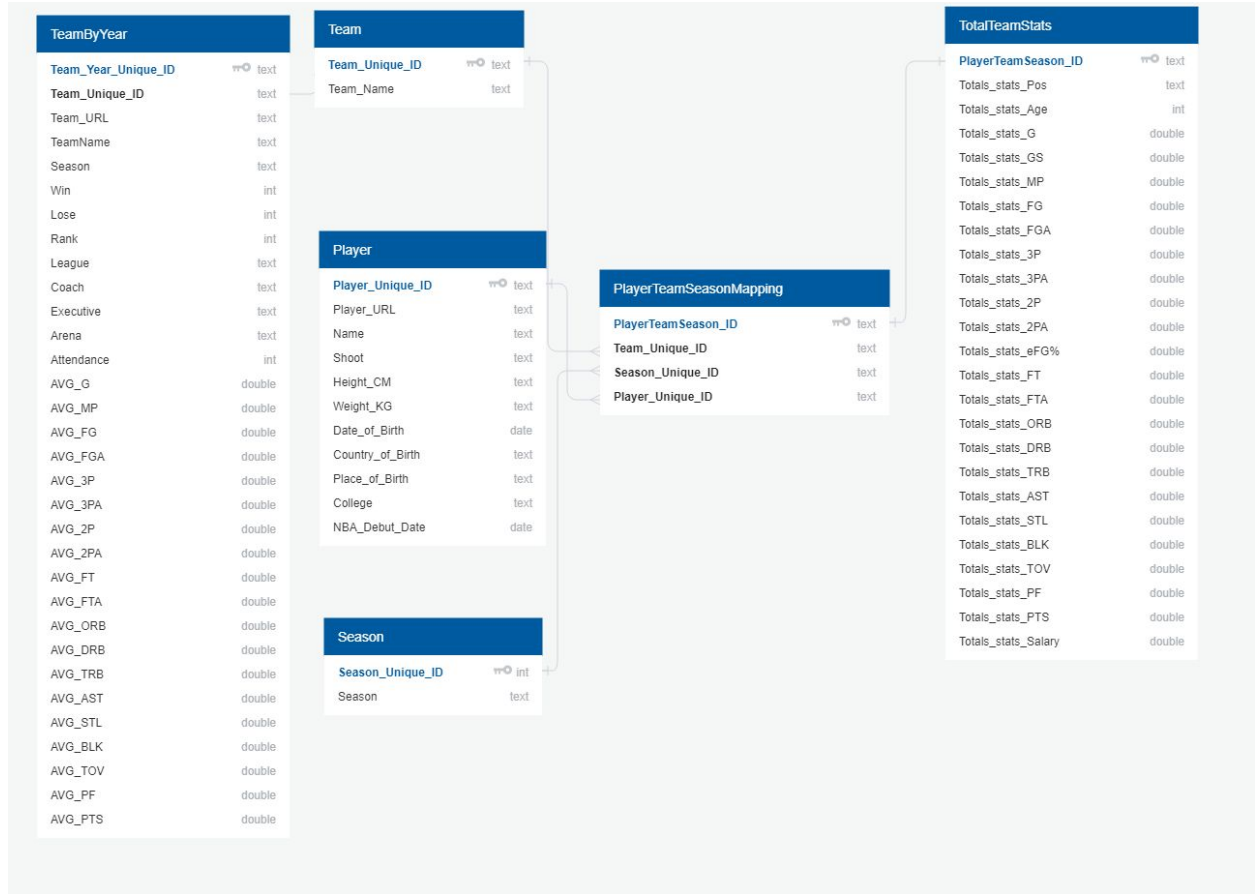 TeamByYear
Team_Year_Unique_ID text
Team_Unique_ID text
Team_URL text
TeamName text
Season text
Win int
Lose int
Rank int
League text
Coach text
Executive text
Arena text
Attendance int
AVG_G double
AVG_MP double
AVG_FG double
AVG_FGA double
AVG_3P double
AVG_3PA double
AVG_2P double
AVG_2PA double
AVG_FT double
AVG_FTA double
AVG_ORB double
AVG_DRB double
AVG_TRB double
AVG_AST double
AVG_STL double
AVG_BLK double
AVG_TOV double
AVG_PF double
AVG_PTS double
Team
Team_Unique_ID text
Team_Name text
Player
Player_Unique_ID text
Player_URL text
Name text
Shoot text
Height_CM text
Weight_KG text
Date_of_Birth date
Country_of_Birth text
Place_of_Birth text
College text
NBA_Debut_Date date
Season
Season_Unique_ID int
Season text
PlayerTeamSeasonMapping
PlayerTeamSeason_ID text
Team_Unique_ID text
Season_Unique_ID text
Player_Unique_ID text
TotalTeamStats
PlayerTeamSeason_ID text
Totals_stats_Pos text
Totals_stats_Age int
Totals_stats_G double
Totals_stats_GS double
Totals_stats_MP double
Totals_stats_FG double
Totals_stats_FGA double
Totals_stats_3P double
Totals_stats_3PA double
Totals_stats_2P double
Totals_stats_2PA double
Totals_stats_eFG% double
Totals_stats_FT double
Totals_stats_FTA double
Totals_stats_ORB double
Totals_stats_DRB double
Totals_stats_TRB double
Totals_stats_AST double
Totals_stats_STL double
Totals_stats_BLK double
Totals_stats_TOV double
Totals_stats_PF double
Totals_stats_PTS double
Totals_stats_Salary double